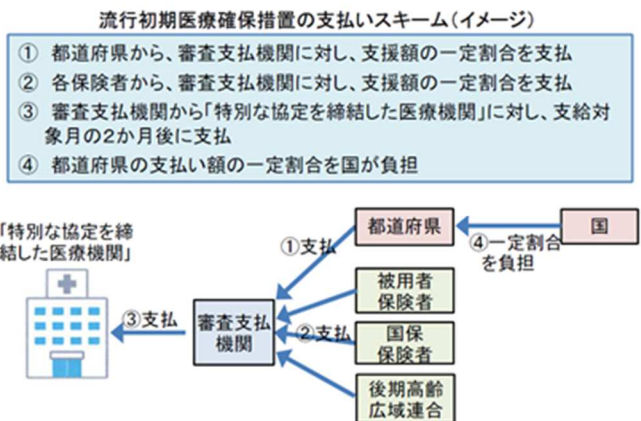 流行初期医療確保措置の支払いスキーム(イメージ)
① 都道府県から、審査支払機関に対し、支援額の一定割合を支払
② 各保険者から、審査支払機関に対し、支援額の一定割合を支払
③ 審査支払機関から「特別な協定を締結した医療機関」に対し、支給対
象月の2か月後に支払
④ 都道府県の支払い額の一定割合を国が負担
「特別な協定を締
結した医療機関」
③支払
審査支払
機関
①支払
②支払
都道府県
④一定割合
を負担
国
被用者
保険者
国保
保険者
後期高齢
広域連合